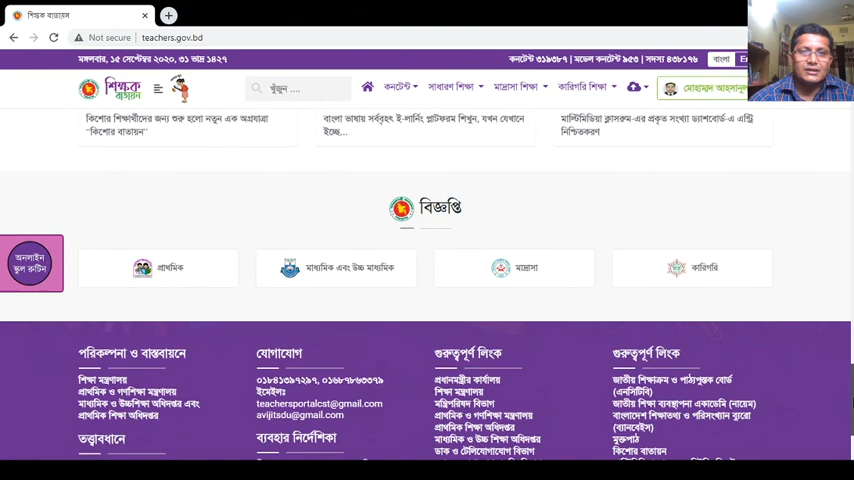 শিক্ষক বাতায়ন
Not secure | teachers.gov.bd
মঙ্গলবার, ১৫ সেপ্টেম্বর ২০২০, ৩১ ভাদ্র ১৪২৭
কনটেন্ট ৩১৯৩৮৭ | মডেল কনটেন্ট ৯৫৩ | সদস্য ৪৩৮১৭৬
বাংলা En
শিক্ষক বাতায়ন
খুঁজুন ....
কনটেন্ট সাধারণ শিক্ষা মাদ্রাসা শিক্ষা কারিগরি শিক্ষা
মোহাম্মদ আহসানুল
কিশোর শিক্ষার্থীদের জন্য শুরু হলো নতুন এক অগ্রযাত্রা
“কিশোর বাতায়ন”
বাংলা ভাষায় সর্ববৃহৎ ই-লার্নিং প্লাটফরম শিখুন, যখন যেখানে
ইচ্ছে...
মাল্টিমিডিয়া ক্লাসরুম-এর প্রকৃত সংখ্যা ড্যাশবোর্ড-এ এন্ট্রি
নিশ্চিতকরণ
বিজ্ঞপ্তি
অনলাইন
স্কুল রুটিন
প্রাথমিক
মাধ্যমিক এবং উচ্চ মাধ্যমিক
মাদ্রাসা
কারিগরি
পরিকল্পনা ও বাস্তবায়নে
শিক্ষা মন্ত্রণালয়
প্রাথমিক ও গণশিক্ষা মন্ত্রণালয়
মাধ্যমিক ও উচ্চশিক্ষা অধিদপ্তর এবং
প্রাথমিক শিক্ষা অধিদপ্তর
তত্ত্বাবধানে
যোগাযোগ
০১৮৪১৩৯৭২৯৭, ০১৬৮৭৮৬৩৩৭৯
ইমেইলঃ
teachersportalcst@gmail.com
avijitsdu@gmail.com
ব্যবহার নির্দেশিকা
গুরুত্বপূর্ণ লিংক
প্রধানমন্ত্রীর কার্যালয়
শিক্ষা মন্ত্রণালয়
মন্ত্রিপরিষদ বিভাগ
প্রাথমিক ও গণশিক্ষা মন্ত্রণালয়
প্রাথমিক শিক্ষা অধিদপ্তর
মাধ্যমিক ও উচ্চ শিক্ষা অধিদপ্তর
ডাক ও টেলিযোগাযোগ বিভাগ
গুরুত্বপূর্ণ লিংক
জাতীয় শিক্ষাক্রম ও পাঠ্যপুস্তক বোর্ড
(এনসিটিবি)
জাতীয় শিক্ষা ব্যবস্থাপনা একাডেমি (নায়েম)
বাংলাদেশ শিক্ষাতথ্য ও পরিসংখ্যান ব্যুরো
(ব্যানবেইস)
মুক্তপাঠ
কিশোর বাতায়ন